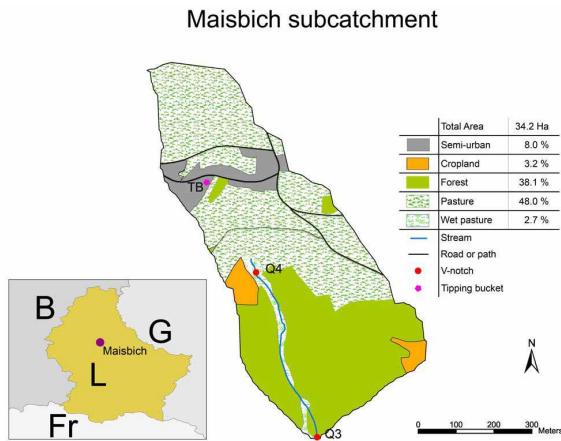 Maisbich subcatchment
Total Area 34.2 Ha
Semi-urban 8.0 %
Cropland 3.2 %
Forest 38.1 %
Pasture 48.0 %
Wet pasture 2.7 %
Stream
Road or path
V-notch
Tipping bucket
TB
Q4
Q3
B
G
Maisbich
L
Fr
N
0 100 200 300
Meters